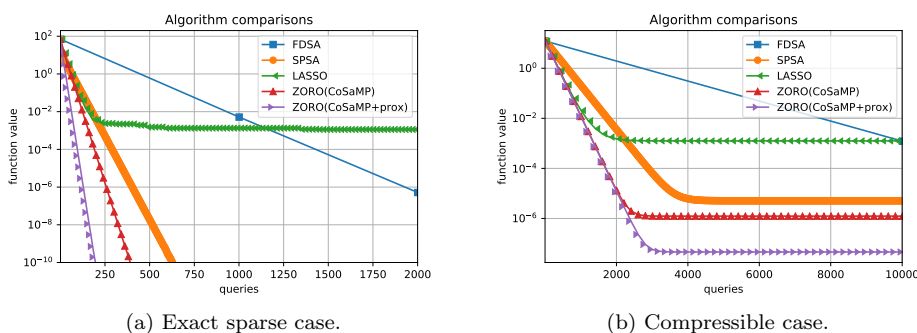 Algorithm comparisons
10^2
10^0
10^-2
10^-4
10^-6
10^-8
10^-10
function value
FDSA
SPSA
LASSO
ZORO(CoSaMP)
ZORO(CoSaMP+prox)
250 500 750 1000 1250 1500 1750 2000
queries
(a) Exact sparse case.
Algorithm comparisons
10^0
10^-2
10^-4
10^-6
function value
FDSA
SPSA
LASSO
ZORO(CoSaMP)
ZORO(CoSaMP+prox)
2000 4000 6000 8000 10000
queries
(b) Compressible case.